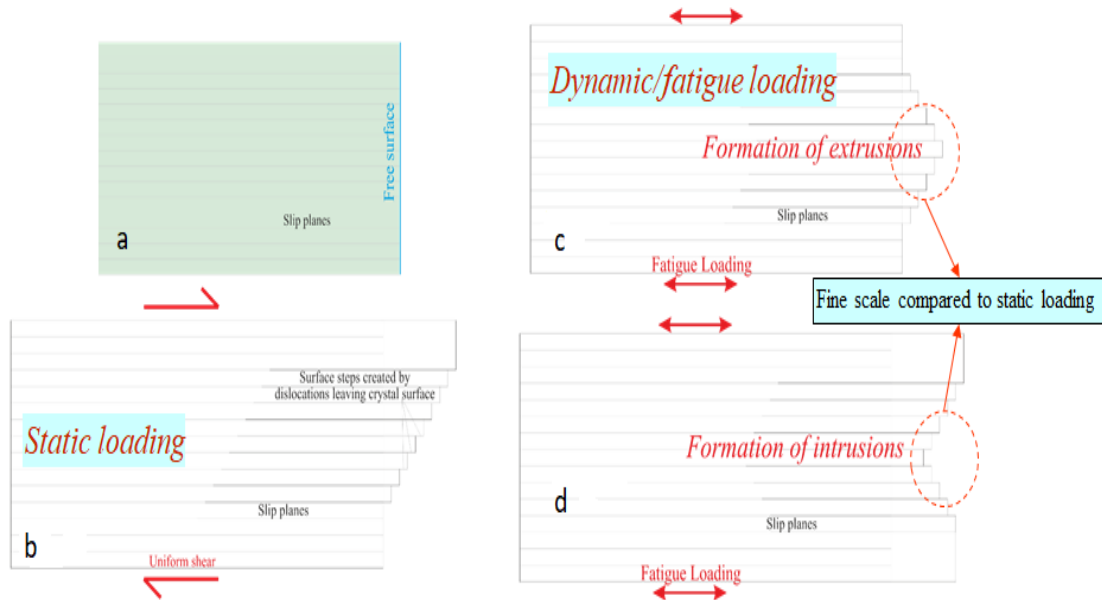 Free surface
Slip planes
a
Surface steps created by
dislocations leaving crystal surface
Static loading
Slip planes
b
Uniform shear
Dynamic/fatigue loading
Formation of extrusions
Slip planes
c
Fatigue Loading
Fine scale compared to static loading
Formation of intrusions
d
Slip planes
Fatigue Loading